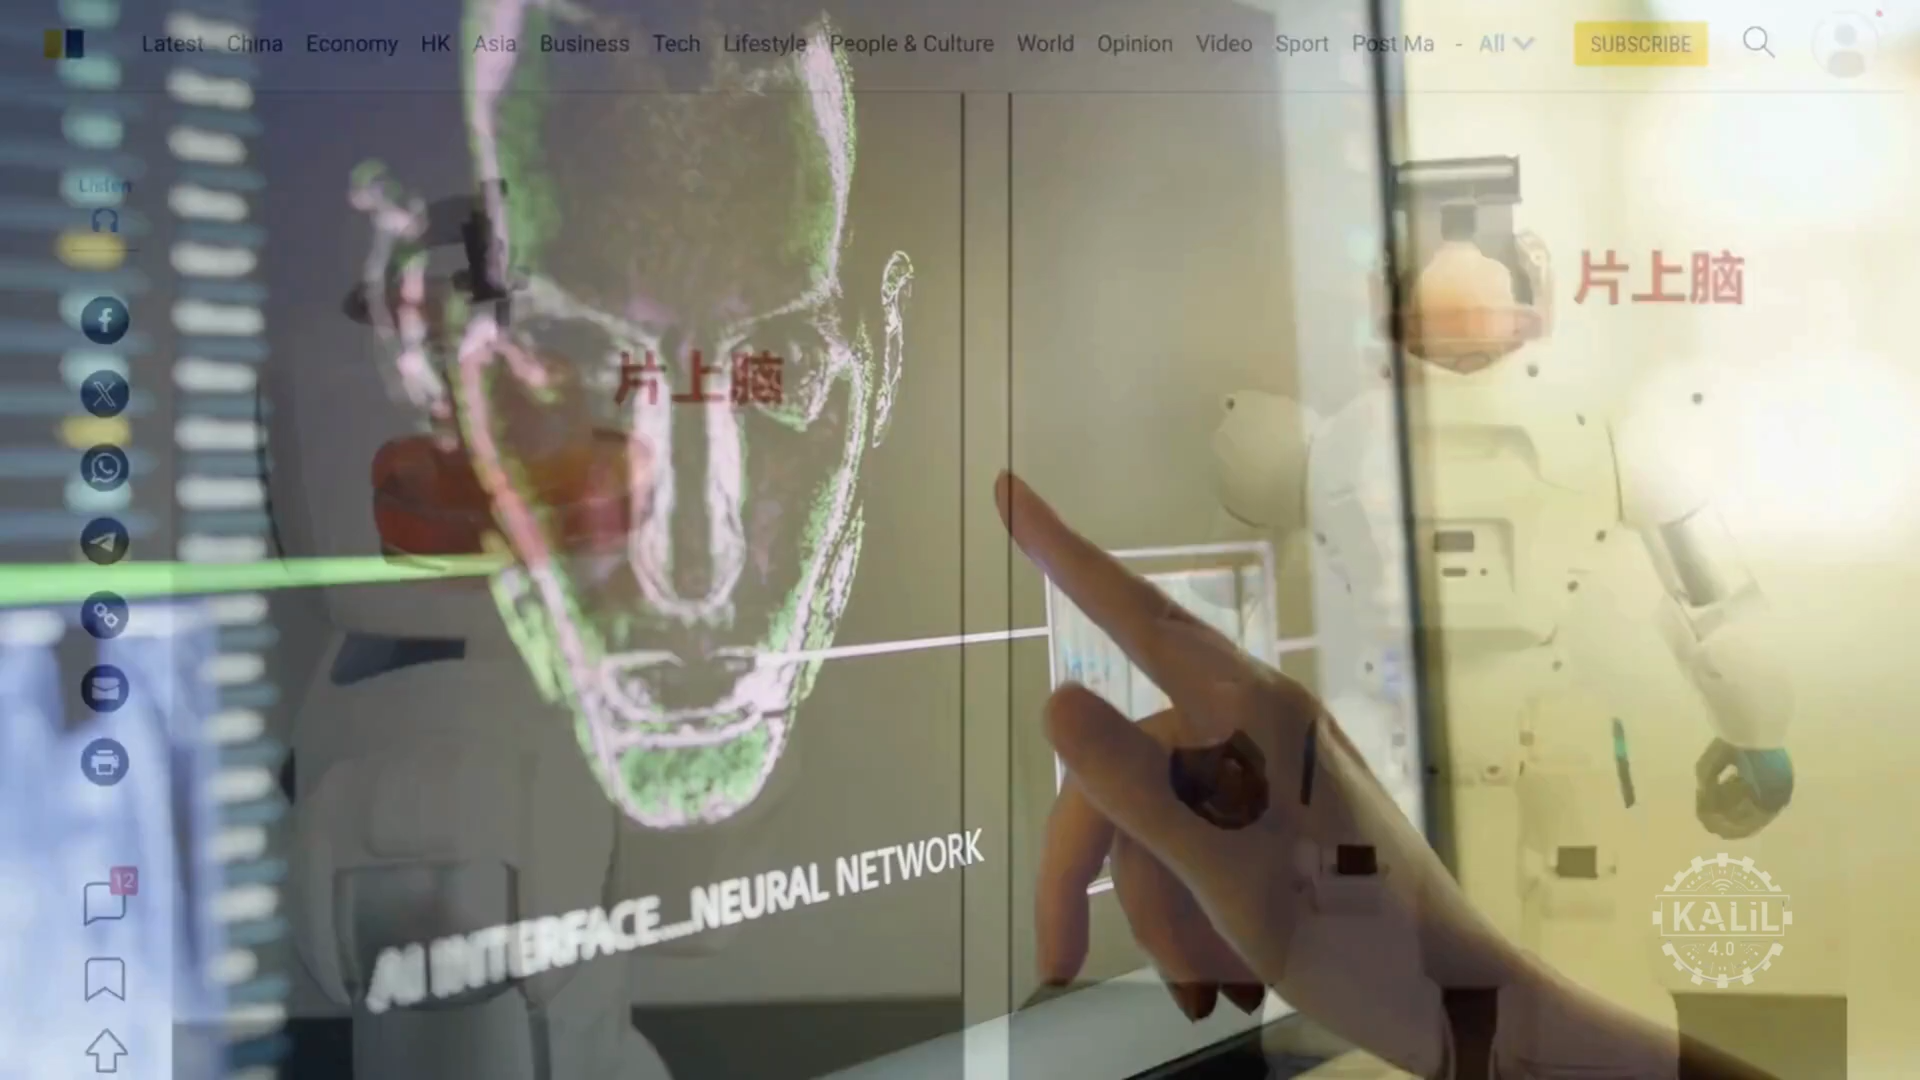 Latest China Economy HK Asia Business Tech Lifestyle People & Culture World Opinion Video Sport Post Ma - All SUBSCRIBE
Listen
片上脑
片上脑
12
AI INTERFACE...NEURAL NETWORK
KALiL
4.0